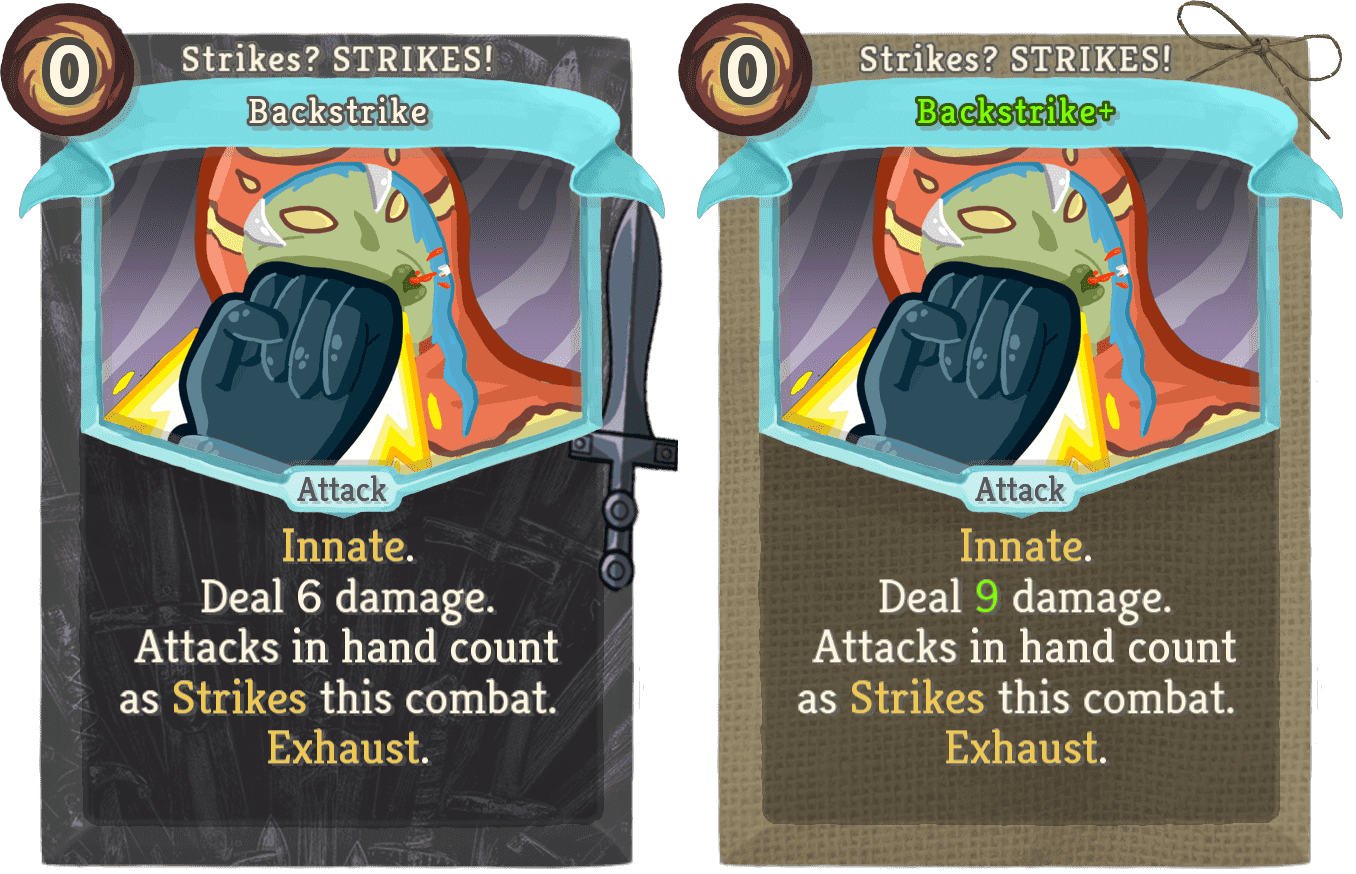 0
Strikes? STRIKES!
Backstrike
Attack
Innate.
Deal 6 damage.
Attacks in hand count
as Strikes this combat.
Exhaust.
0
Strikes? STRIKES!
Backstrike+
Attack
Innate.
Deal 9 damage.
Attacks in hand count
as Strikes this combat.
Exhaust.